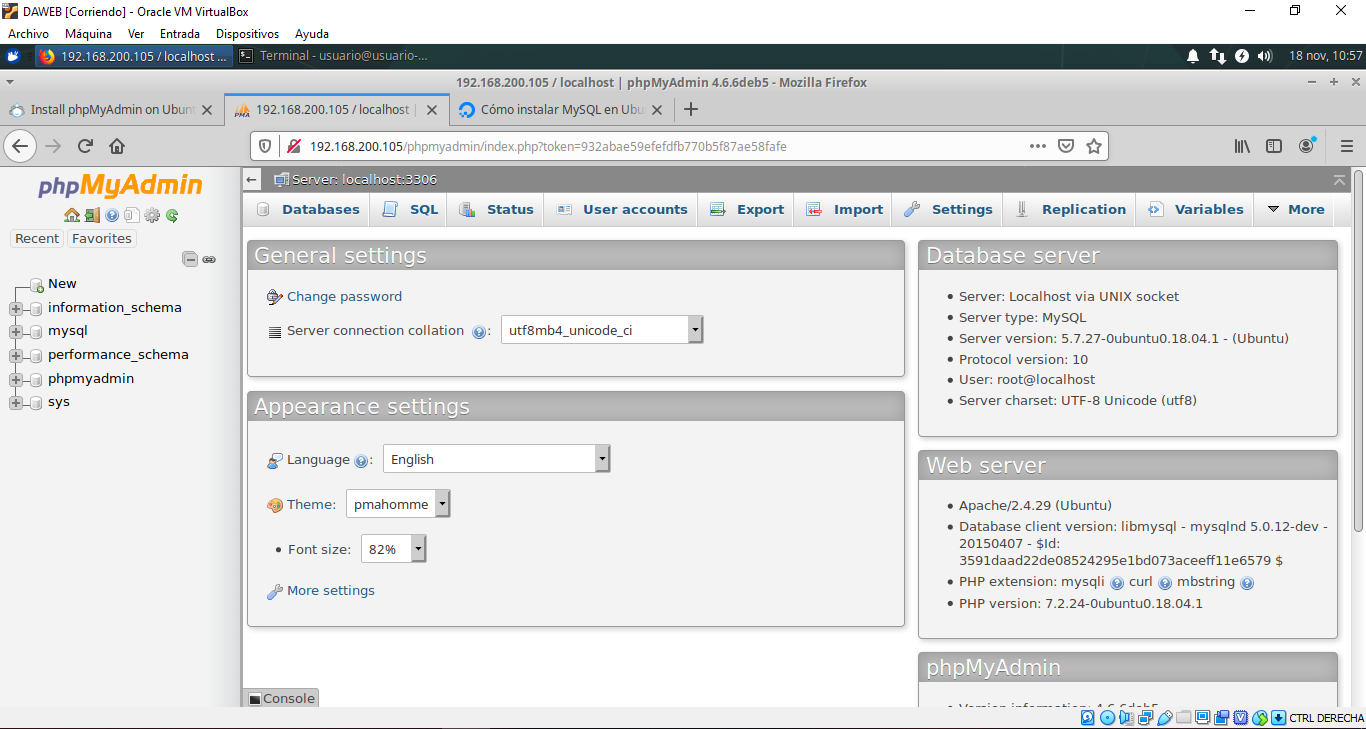 DAWEB [Corriendo] - Oracle VM VirtualBox
Archivo Máquina Ver Entrada Dispositivos Ayuda
192.168.200.105 / localhost ... Terminal - usuario@usuario-... 18 nov, 10:57
192.168.200.105 / localhost | phpMyAdmin 4.6.6deb5 - Mozilla Firefox
Install phpMyAdmin on Ubunt 192.168.200.105 / localhost | Cómo instalar MySQL en Ubu
192.168.200.105/phpmyadmin/index.php?token=932abae59efefdfb770b5f87ae58fafe
phpMyAdmin
Recent Favorites
New
information_schema
mysql
performance_schema
phpmyadmin
sys
Server: localhost:3306
Databases SQL Status User accounts Export Import Settings Replication Variables More
General settings
Change password
Server connection collation : utf8mb4_unicode_ci
Appearance settings
Language : English
Theme: pmahomme
Font size: 82%
More settings
Database server
Server: Localhost via UNIX socket
Server type: MySQL
Server version: 5.7.27-0ubuntu0.18.04.1 - (Ubuntu)
Protocol version: 10
User: root@localhost
Server charset: UTF-8 Unicode (utf8)
Web server
Apache/2.4.29 (Ubuntu)
Database client version: libmysql - mysqlnd 5.0.12-dev -
20150407 - $Id:
3591daad22de08524295e1bd073aceeff11e6579 $
PHP extension: mysqli curl mbstring
PHP version: 7.2.24-0ubuntu0.18.04.1
phpMyAdmin
Version information: 4.6.6deb5
Console
CTRL DERECHA